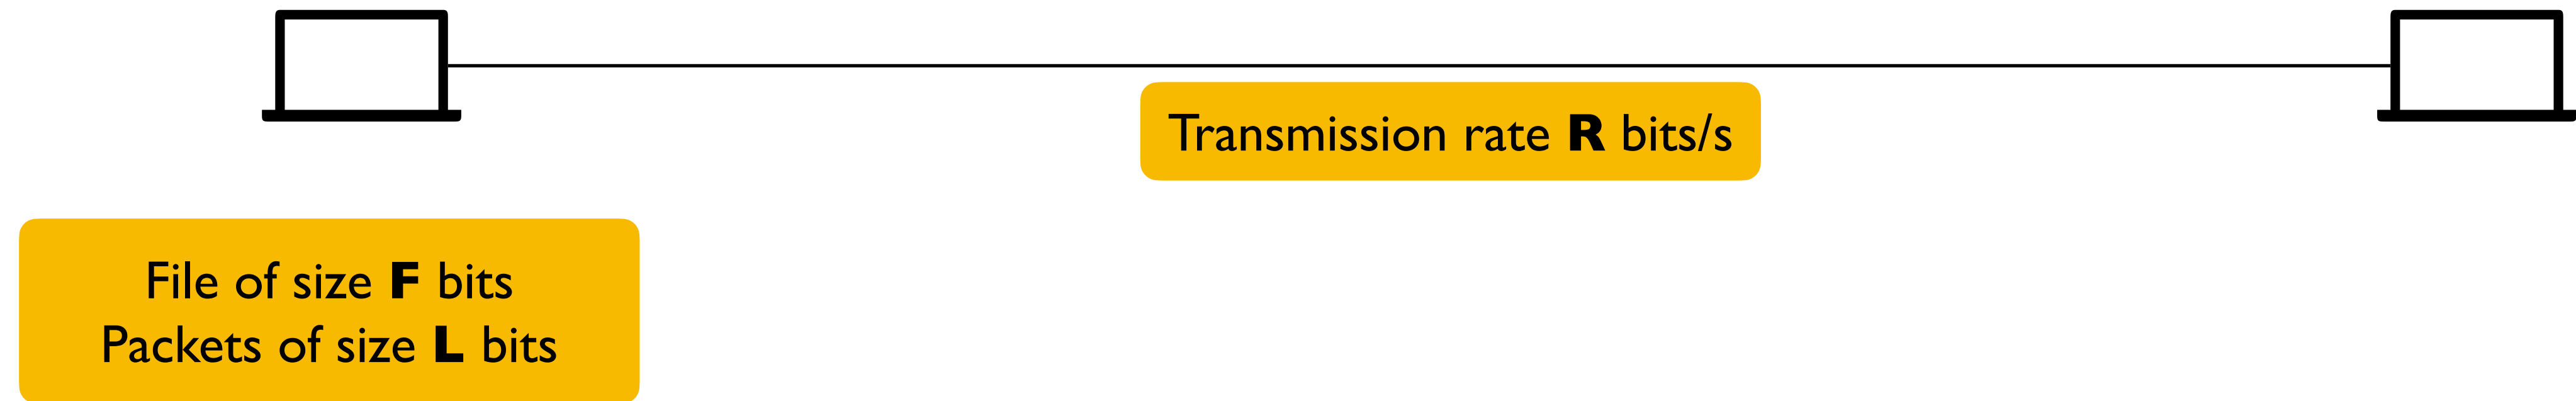 Transmission rate R bits/s
File of size F bits
Packets of size L bits